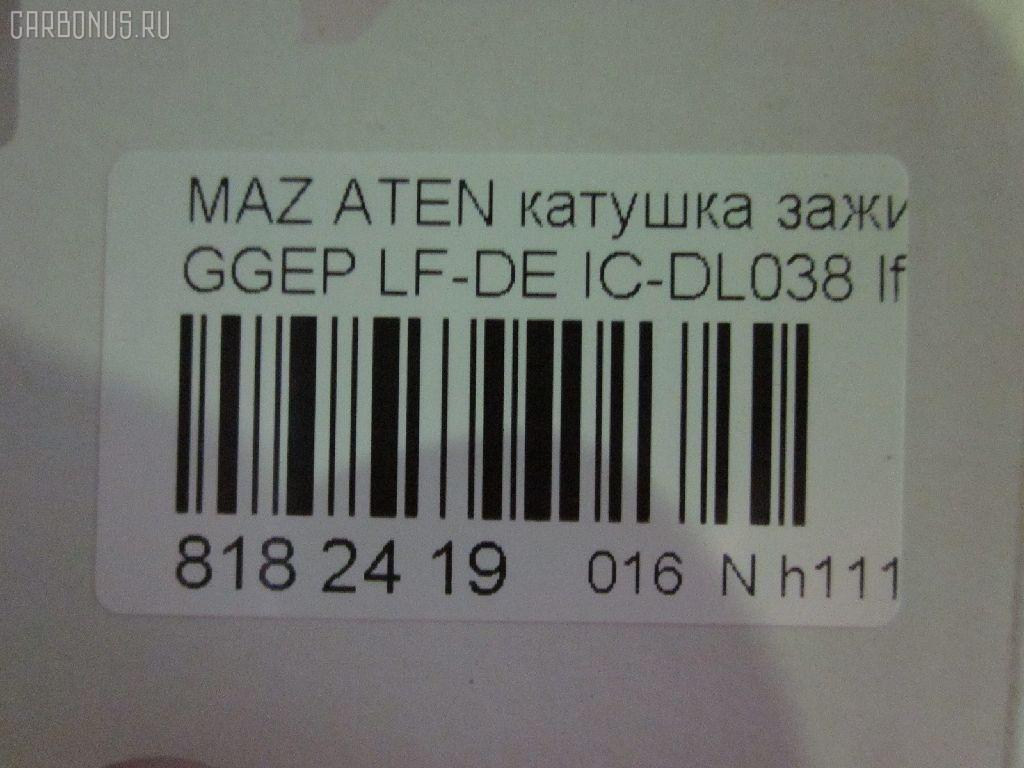 CARBONUS.RU
MAZ ATEN катушка зажи
GGEP LF-DE IC-DL038 lf
818 24 19 016 N h111